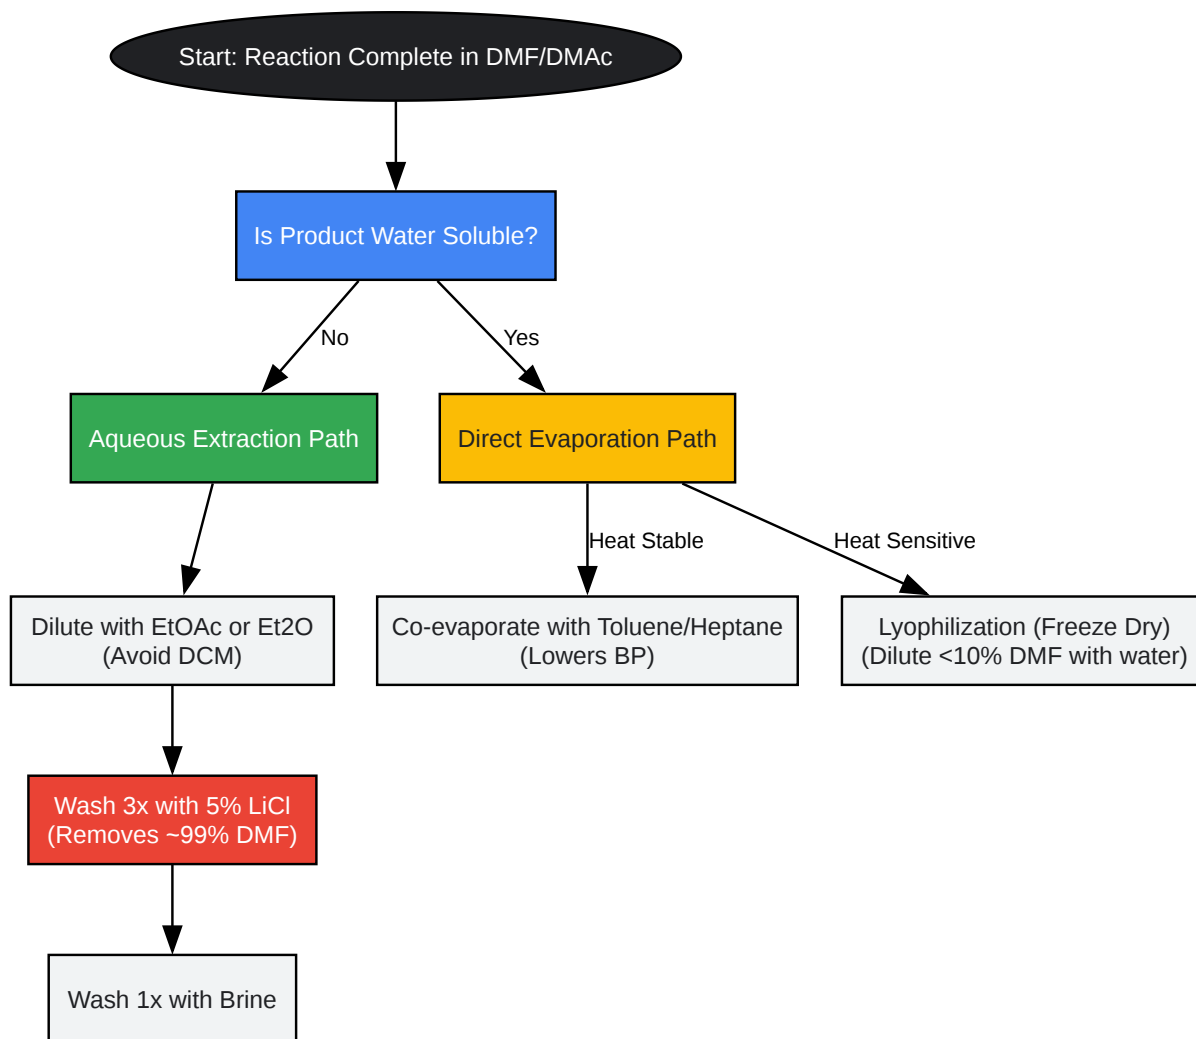 Start: Reaction Complete in DMF/DMAc
Is Product Water Soluble?
No
Yes
Aqueous Extraction Path
Direct Evaporation Path
Heat Stable
Heat Sensitive
Dilute with EtOAc or Et2O
(Avoid DCM)
Co-evaporate with Toluene/Heptane
(Lowers BP)
Lyophilization (Freeze Dry)
(Dilute <10% DMF with water)
Wash 3x with 5% LiCl
(Removes ~99% DMF)
Wash 1x with Brine